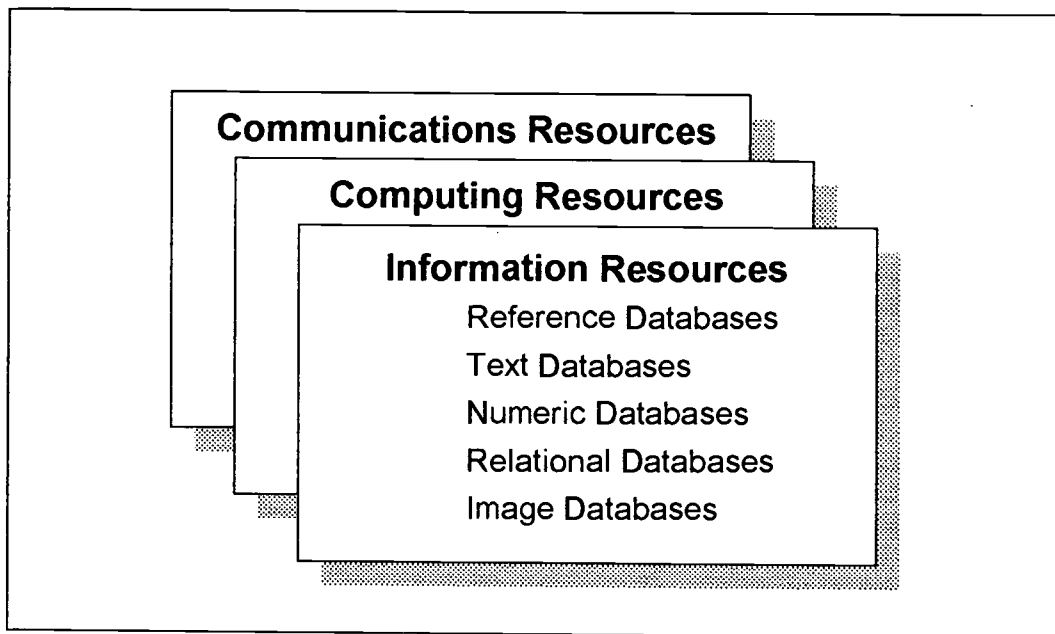 Communications Resources
Computing Resources
Information Resources
Reference Databases
Text Databases
Numeric Databases
Relational Databases
Image Databases